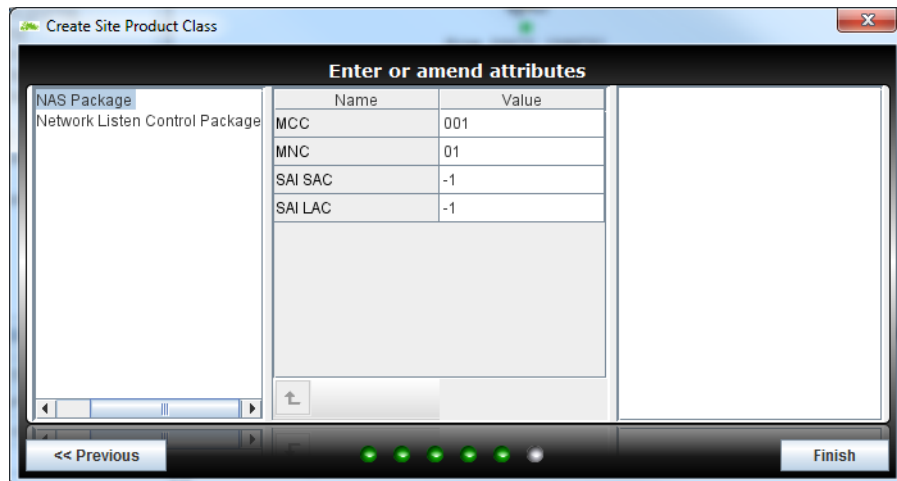 Create Site Product Class
Enter or amend attributes
NAS Package
Network Listen Control Package
Name Value
MCC 001
MNC 01
SAI SAC -1
SAI LAC -1
<< Previous
Finish